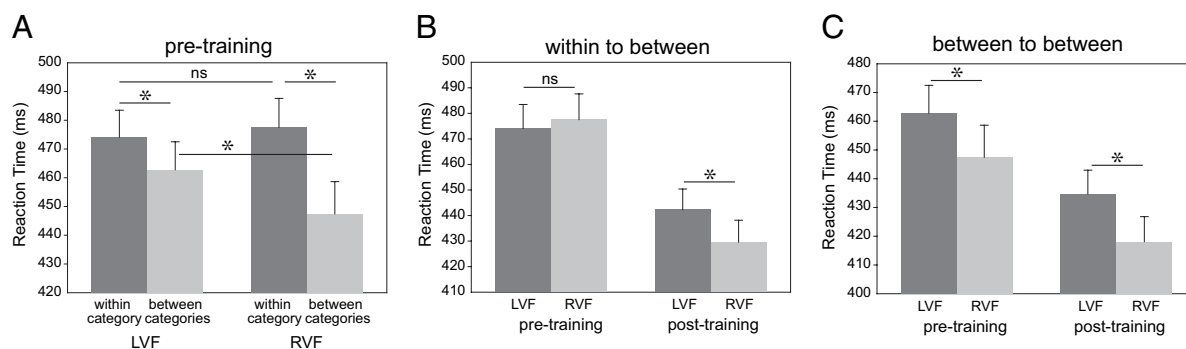 A
pre-training
Reaction Time (ms)
500
490
480
470
460
450
440
430
420
ns
*
*
*
within category
between categories
within category
between categories
LVF
RVF
B
within to between
Reaction Time (ms)
500
490
480
470
460
450
440
430
420
410
ns
*
LVF
RVF
LVF
RVF
pre-training
post-training
C
between to between
Reaction Time (ms)
480
470
460
450
440
430
420
410
400
*
*
LVF
RVF
LVF
RVF
pre-training
post-training